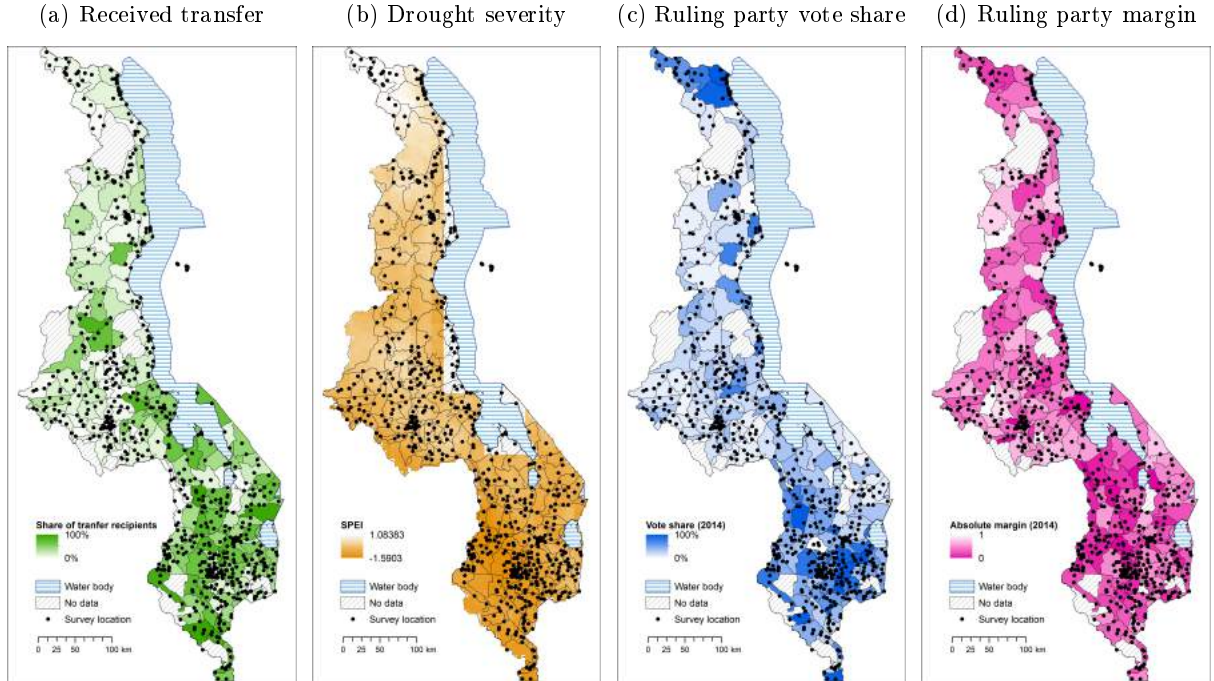 (a) Received transfer
(b) Drought severity
(c) Ruling party vote share
(d) Ruling party margin
Share of tranfer recipients
100%
0%
Water body
No data
Survey location
0 25 50 100 km
SPEI
1.08383
-1.5903
Water body
No data
Survey location
0 25 50 100 km
Vote share (2014)
100%
0%
Water body
No data
Survey location
0 25 50 100 km
Absolute margin (2014)
1
0
Water body
No data
Survey location
0 25 50 100 km